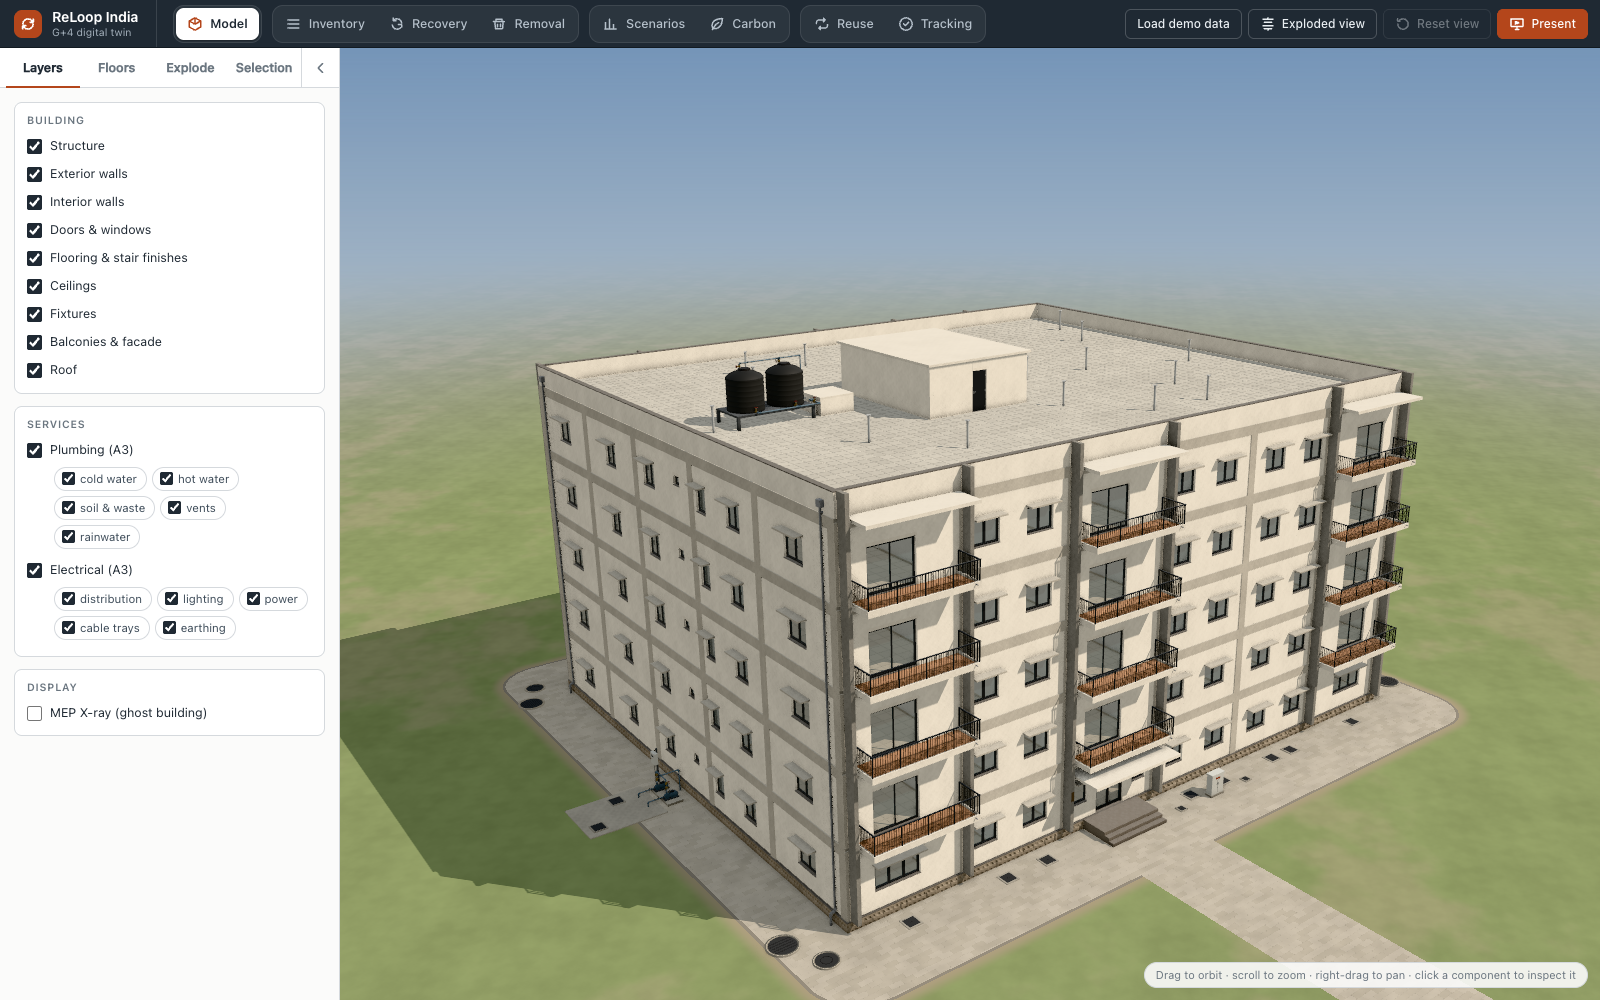 ReLoop India
G+4 digital twin
Model
Inventory
Recovery
Removal
Scenarios
Carbon
Reuse
Tracking
Load demo data
Exploded view
Reset view
Present
Layers
Floors
Explode
Selection
BUILDING
Structure
Exterior walls
Interior walls
Doors & windows
Flooring & stair finishes
Ceilings
Fixtures
Balconies & facade
Roof
SERVICES
Plumbing (A3)
cold water
hot water
soil & waste
vents
rainwater
Electrical (A3)
distribution
lighting
power
cable trays
earthing
DISPLAY
MEP X-ray (ghost building)
Drag to orbit · scroll to zoom · right-drag to pan · click a component to inspect it